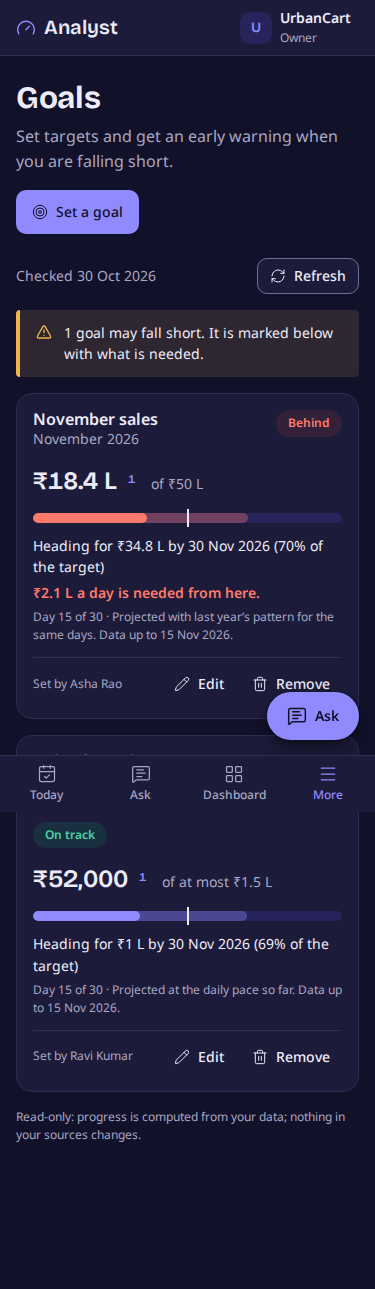 Analyst
U
UrbanCart
Owner
Goals
Set targets and get an early warning when
you are falling short.
Set a goal
Checked 30 Oct 2026
Refresh
1 goal may fall short. It is marked below
with what is needed.
November sales
November 2026
Behind
₹18.4 L 1 of ₹50 L
Heading for ₹34.8 L by 30 Nov 2026 (70% of
the target)
₹2.1 L a day is needed from here.
Day 15 of 30 · Projected with last year's pattern for the
same days. Data up to 15 Nov 2026.
Set by Asha Rao
Edit
Remove
Ask
Today
Ask
Dashboard
More
On track
₹52,000 1 of at most ₹1.5 L
Heading for ₹1 L by 30 Nov 2026 (69% of the
target)
Day 15 of 30 · Projected at the daily pace so far. Data up
to 15 Nov 2026.
Set by Ravi Kumar
Edit
Remove
Read-only: progress is computed from your data; nothing in
your sources changes.